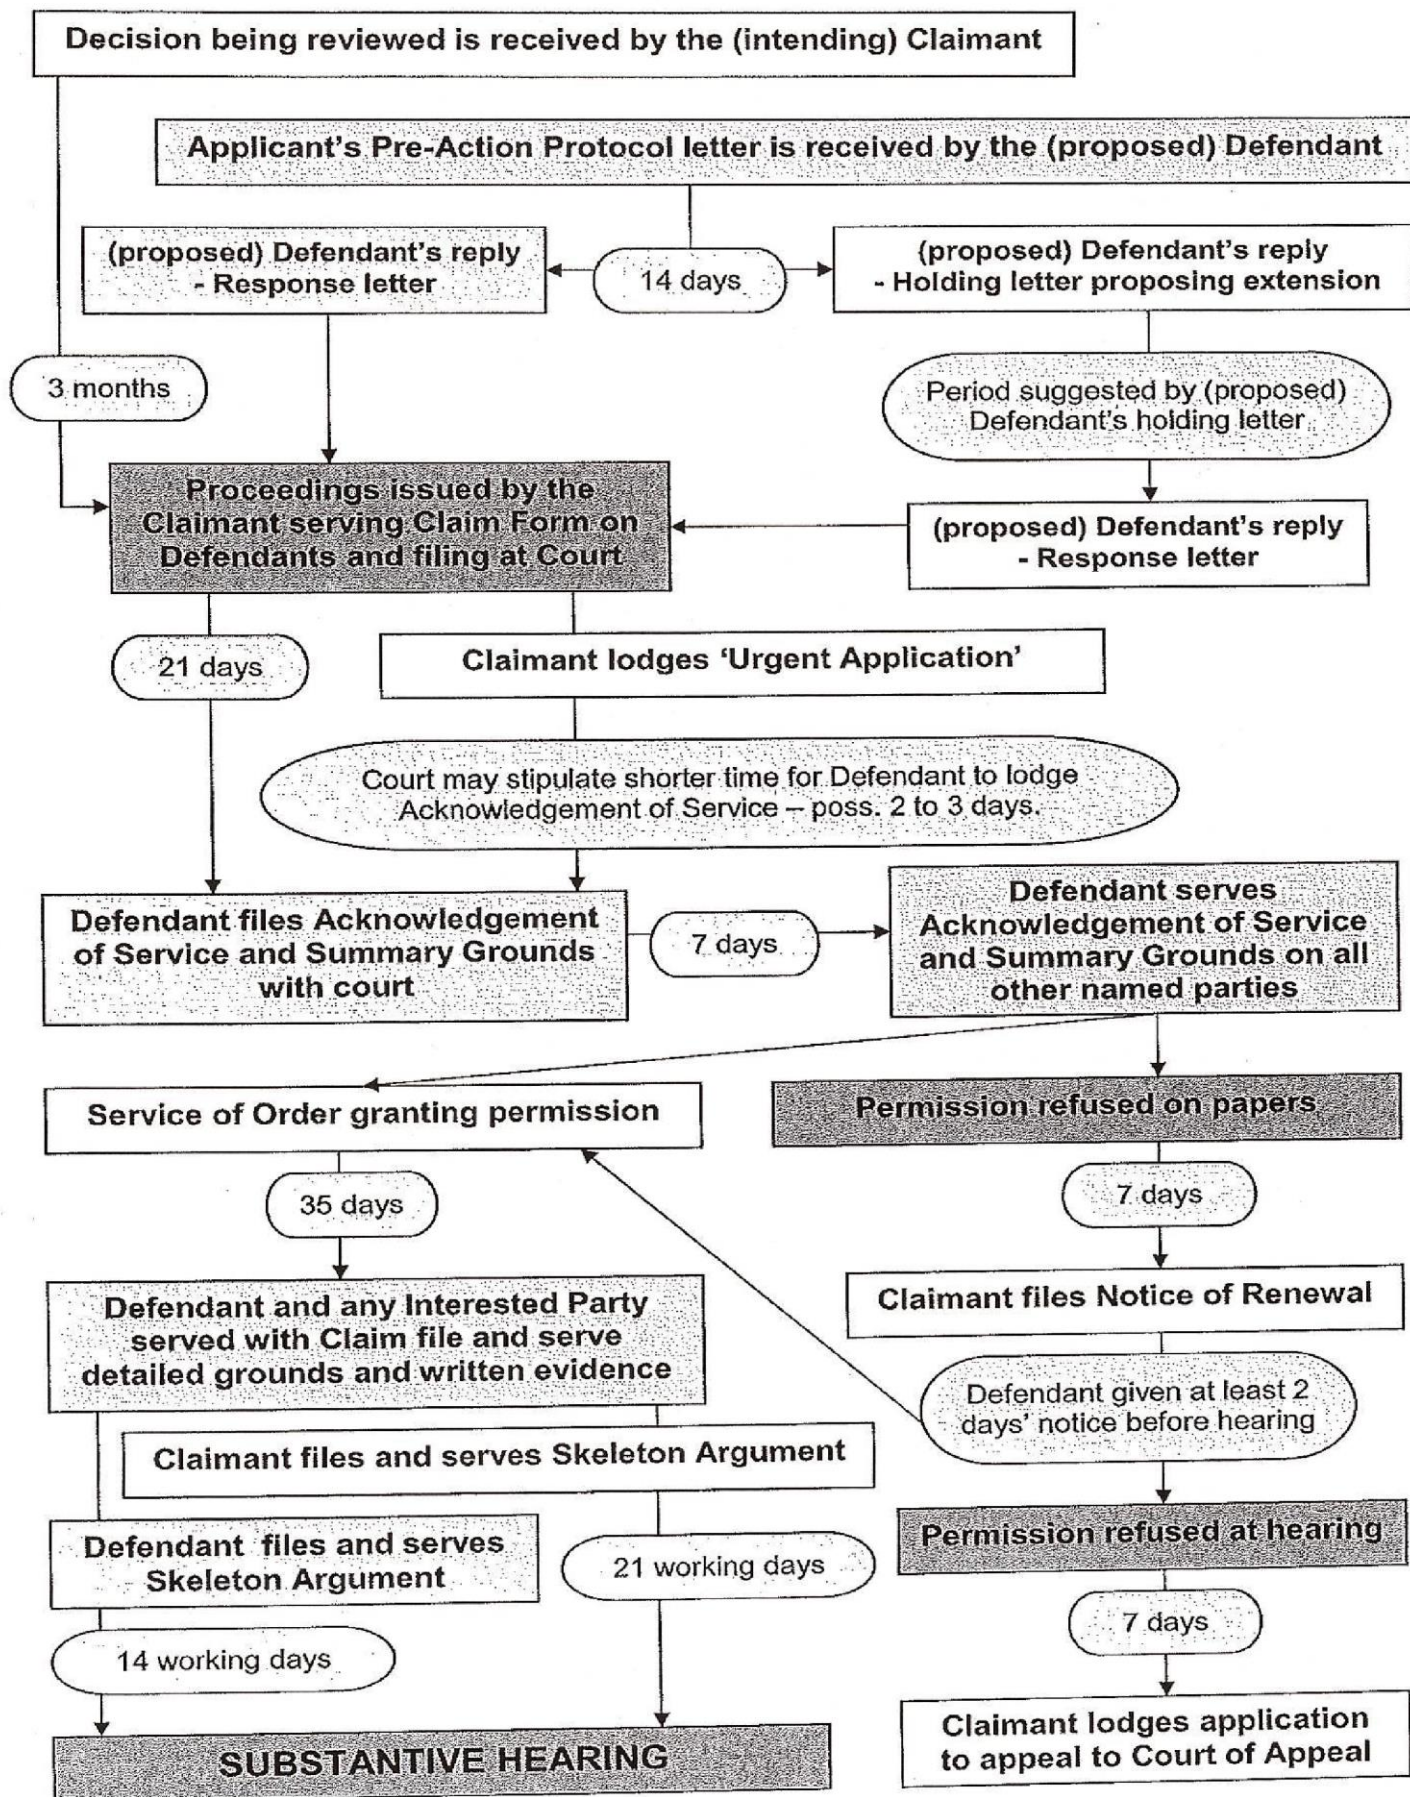 Decision being reviewed is received by the (intending) Claimant
Applicant's Pre-Action Protocol letter is received by the (proposed) Defendant
(proposed) Defendant's reply
- Response letter
14 days
(proposed) Defendant's reply
- Holding letter proposing extension
3 months
Period suggested by (proposed)
Defendant's holding letter
Proceedings issued by the
Claimant serving Claim Form on
Defendants and filing at Court
(proposed) Defendant's reply
- Response letter
21 days
Claimant lodges 'Urgent Application'
Court may stipulate shorter time for Defendant to lodge
Acknowledgement of Service – poss. 2 to 3 days.
Defendant files Acknowledgement
of Service and Summary Grounds
with court
7 days
Defendant serves
Acknowledgement of Service
and Summary Grounds on all
other named parties
Service of Order granting permission
Permission refused on papers
35 days
7 days
Defendant and any Interested Party
served with Claim file and serve
detailed grounds and written evidence
Claimant files Notice of Renewal
Defendant given at least 2
days' notice before hearing
Claimant files and serves Skeleton Argument
Defendant files and serves
Skeleton Argument
21 working days
Permission refused at hearing
14 working days
7 days
SUBSTANTIVE HEARING
Claimant lodges application
to appeal to Court of Appeal